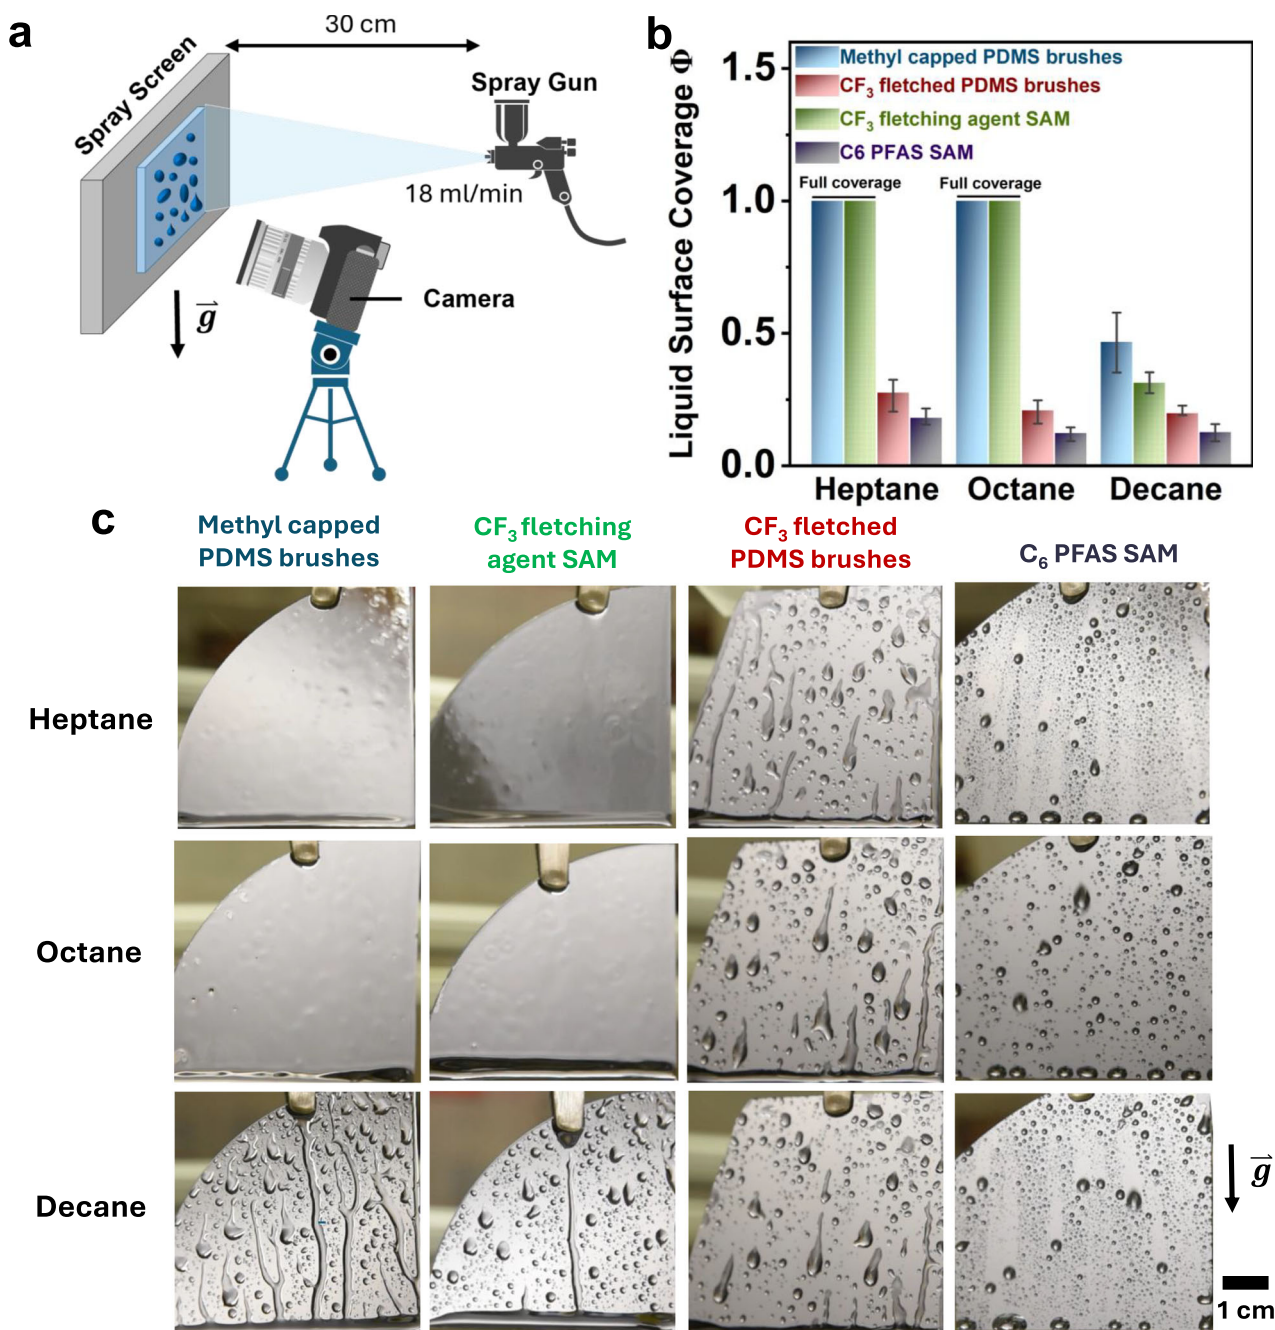 a
30 cm
Spray Screen
Spray Gun
18 ml/min
Camera
g
b
Liquid Surface Coverage Φ
1.5
1.0
0.5
0.0
Methyl capped PDMS brushes
CF3 fletched PDMS brushes
CF3 fletching agent SAM
C6 PFAS SAM
Full coverage
Full coverage
Heptane
Octane
Decane
c
Methyl capped
PDMS brushes
CF3 fletching
agent SAM
CF3 fletched
PDMS brushes
C6 PFAS SAM
Heptane
Octane
Decane
g
1 cm